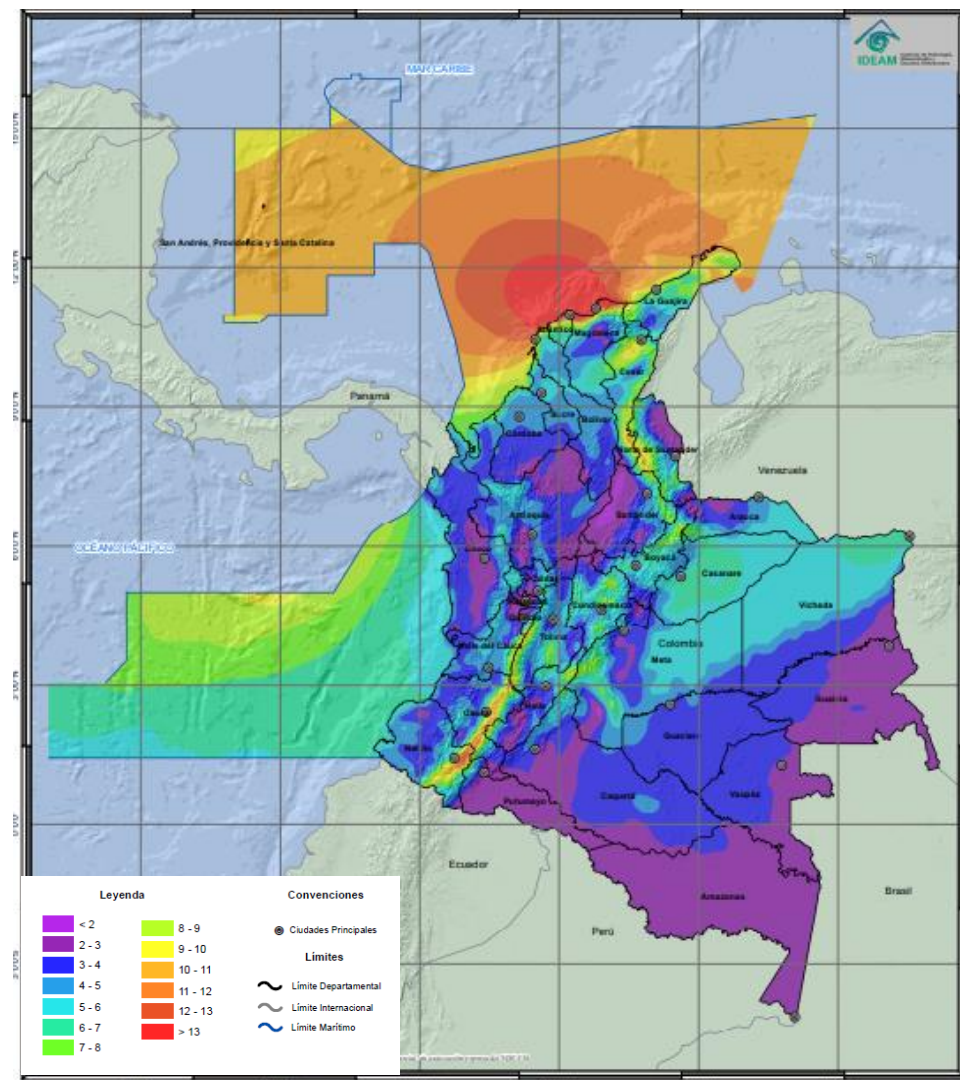 IDEAM
MAR CARIBE
San Andrés, Providencia y Santa Catalina
La Guajira
Magdalena
Cesar
Panamá
Sucre
Bolívar
Córdoba
Norte de Santander
Venezuela
Antioquia
Santander
Arauca
OCÉANO PACÍFICO
Boyacá
Casanare
Vichada
Cundinamarca
Tolima
Valle del Cauca
Colombia
Meta
Guainía
Cauca
Huila
Nariño
Putumayo
Caquetá
Vaupés
Ecuador
Amazonas
Brasil
Perú
Leyenda
< 2
2 - 3
3 - 4
4 - 5
5 - 6
6 - 7
7 - 8
8 - 9
9 - 10
10 - 11
11 - 12
12 - 13
> 13
Convenciones
Ciudades Principales
Límites
Límite Departamental
Límite Internacional
Límite Marítimo